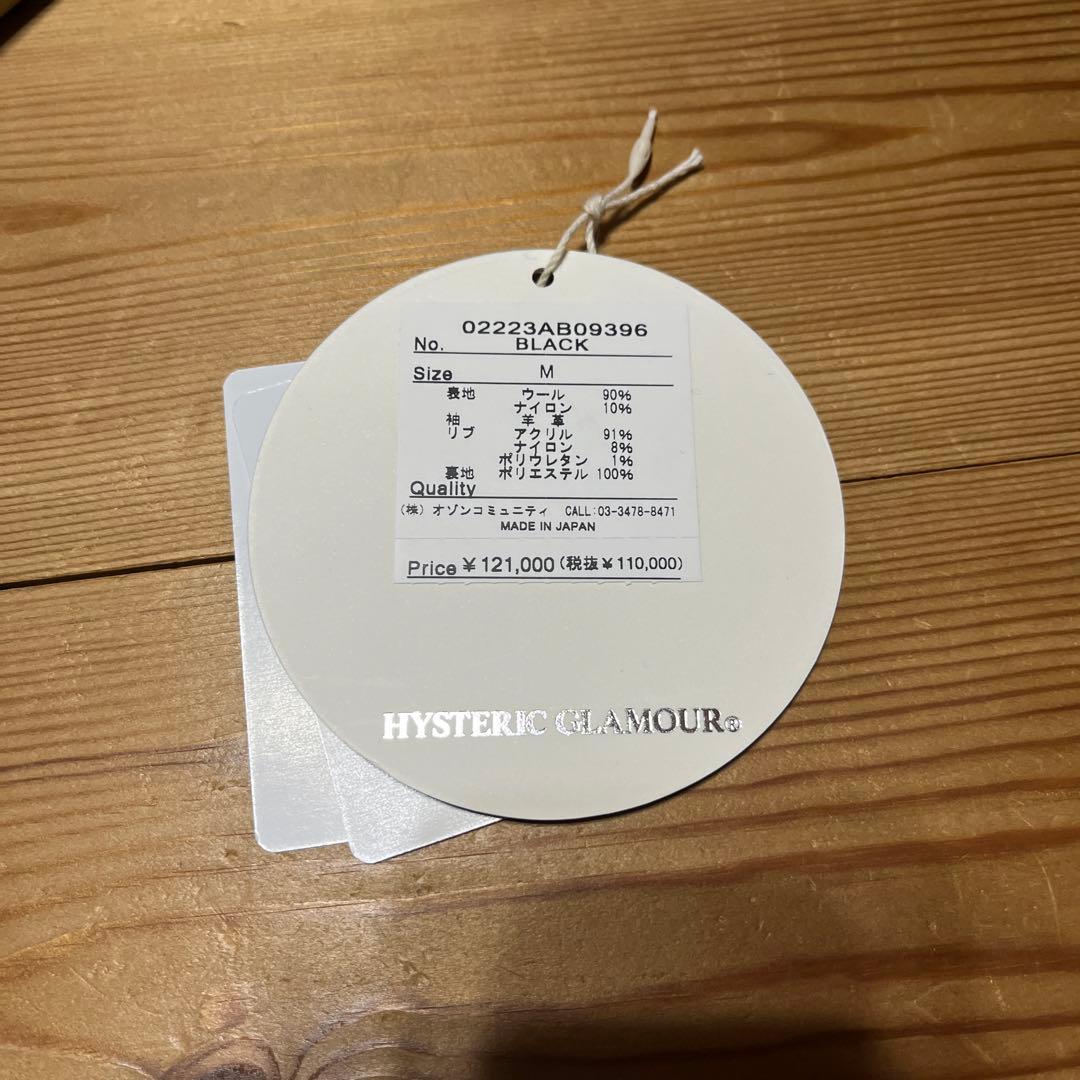 02223AB09396
No. BLACK
Size M
表地 ウール 90%
ナイロン 10%
袖 羊 革
リブ アクリル 91%
ナイロン 8%
ポリウレタン 1%
裏地 ポリエステル 100%
Quality
(株) オゾンコミュニティ CALL:03-3478-8471
MADE IN JAPAN
Price ¥121,000(税抜¥110,000)
HYSTERIC GLAMOUR®